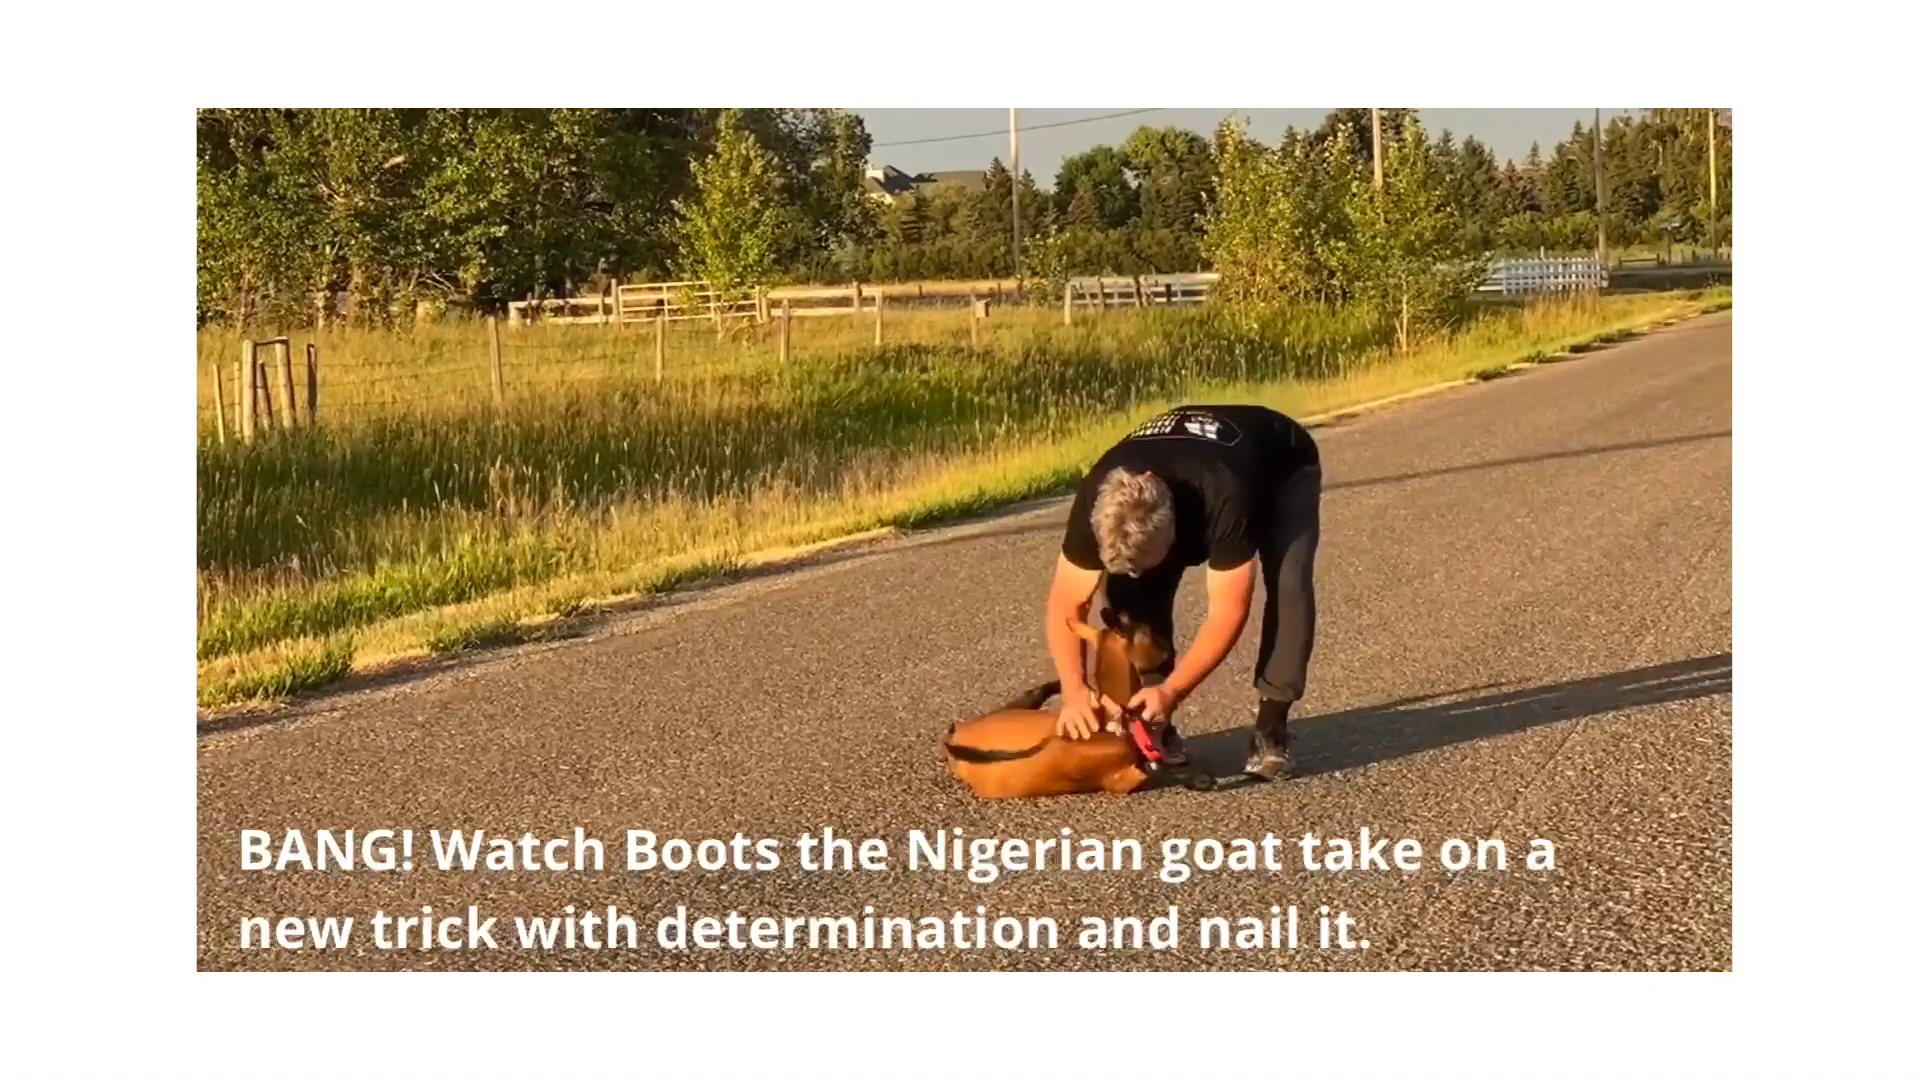 BANG! Watch Boots the Nigerian goat take on a
new trick with determination and nail it.